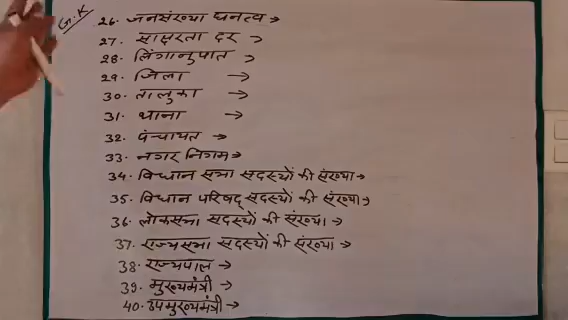 G.K
26. जनसंख्या घनत्व →
27. साक्षरता दर →
28. लिंगानुपात →
29. जिला →
30. तालुका →
31. थाना →
32. पंचायत →
33. नगर निगम →
34. विधान सभा सदस्यों की संख्या →
35. विधान परिषद् सदस्यों की संख्या →
36. लोकसभा सदस्यों की संख्या →
37. राज्यसभा सदस्यों की संख्या →
38. राज्यपाल →
39. मुख्यमंत्री →
40. उपमुख्यमंत्री →